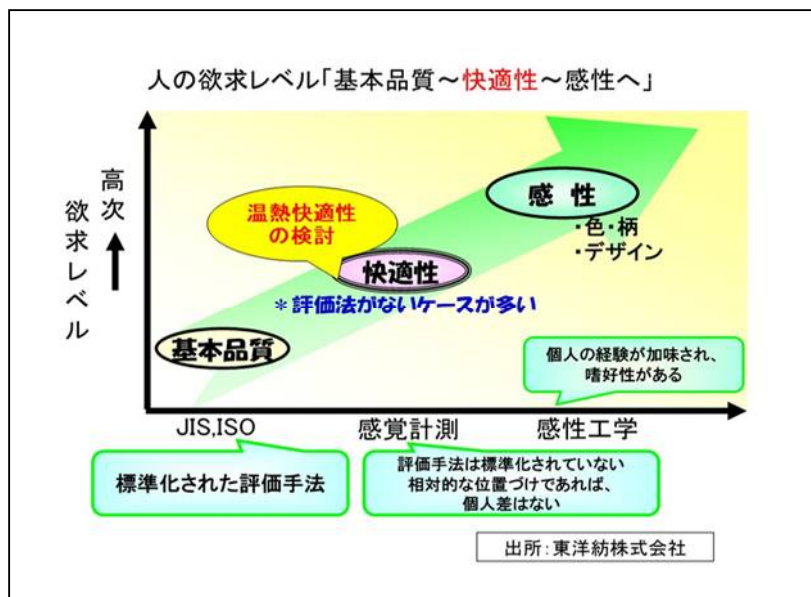 人の欲求レベル「基本品質~快適性~感性へ」
高次
欲求レベル
感 性
・色・柄
・デザイン
温熱快適性
の検討
快適性
*評価法がないケースが多い
基本品質
個人の経験が加味され、
嗜好性がある
JIS,ISO
感覚計測
感性工学
標準化された評価手法
評価手法は標準化されていない
相対的な位置づけであれば、
個人差はない
出所:東洋紡株式会社